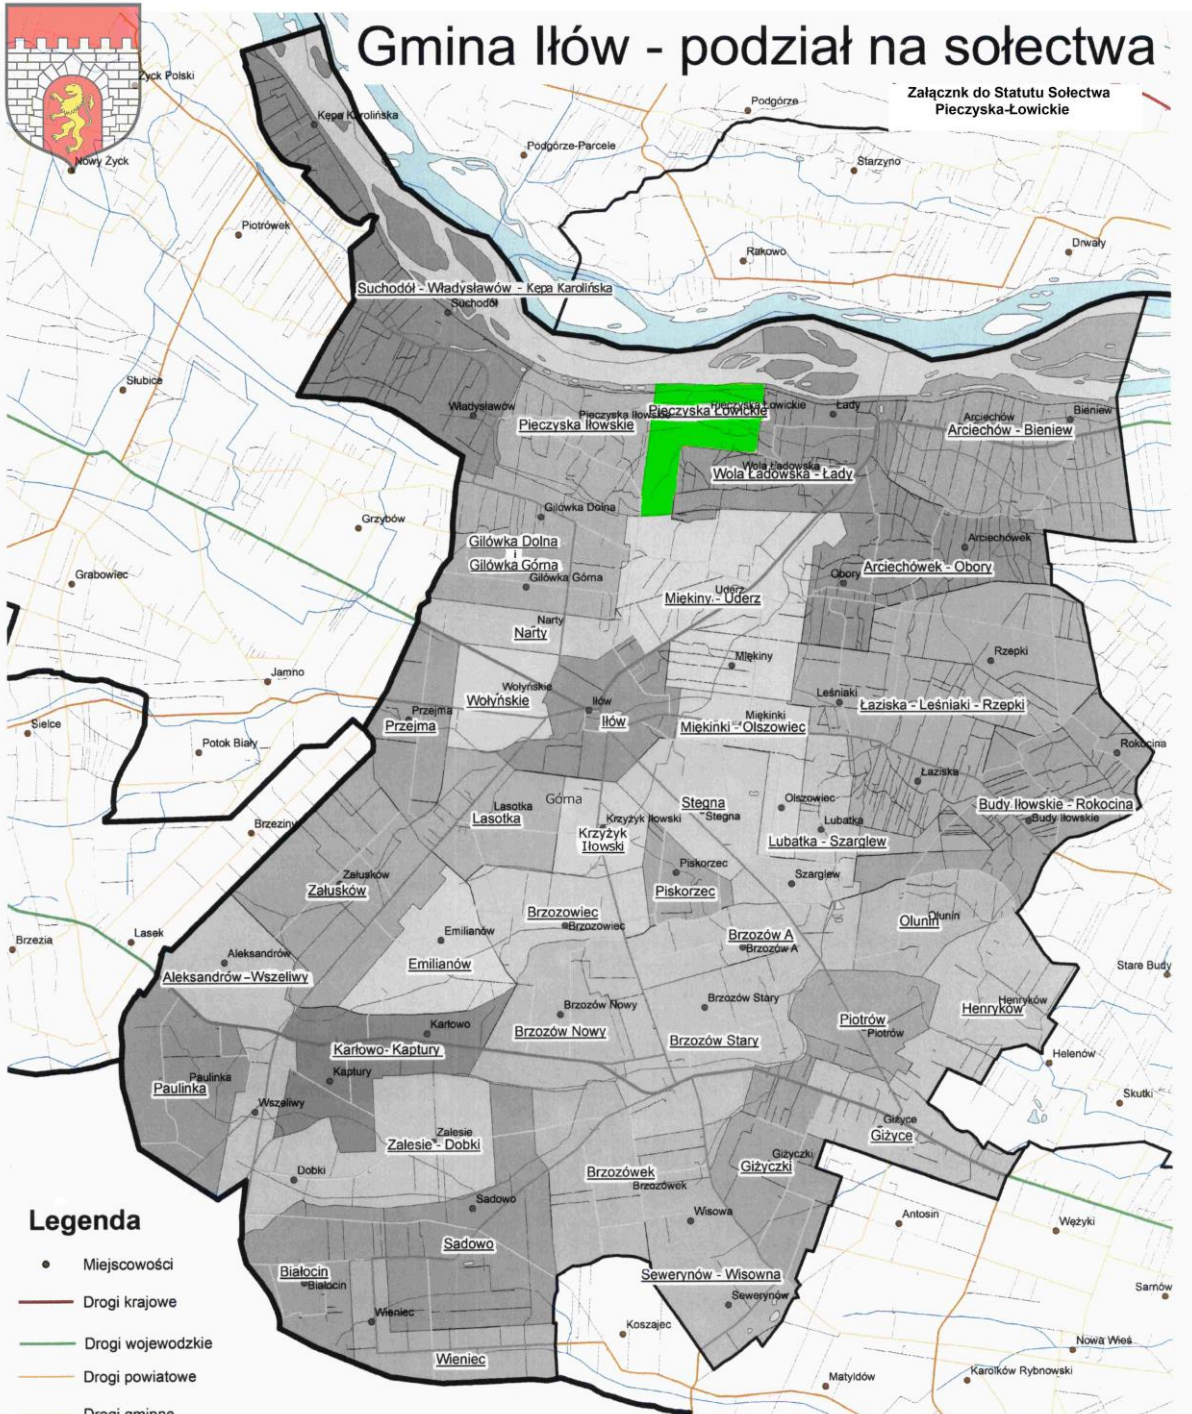 Gmina Iłów - podział na sołectwa
Załącznk do Statutu Sołectwa
Pieczyska-Łowickie
Życk Polski
Nowy Życk
Kępa Karolińska
Podgórze
Podgórze-Parcele
Starzyno
Piotrówek
Rakowo
Drwały
Suchodół - Władysławów - Kępa Karolińska
Suchodół
Słubice
Władysławów
Pieczyska Iłowskie
Pieczyska Iłowskie
Pieczyska Łowickie
Pieczyska Łowickie
Łady
Arciechów
Bieniew
Arciechów - Bieniew
Wola Ładowska
Wola Ładowska - Łady
Gilówka Dolna
Grzybów
Gilówka Dolna
i
Gilówka Górna
Gilówka Górna
Arciechówek
Arciechówek - Obory
Obory
Grabowiec
Uderz
Miękiny - Uderz
Narty
Narty
Miękiny
Rzepki
Jamno
Wołyńskie
Wołyńskie
Iłów
Iłów
Leśniaki
Łaziska - Leśniaki - Rzepki
Przejma
Przejma
Miękinki
Miękinki - Olszowiec
Sielce
Potok Biały
Rokocina
Łaziska
Górna
Lasotka
Lasotka
Stegna
Stegna
Olszowiec
Budy Iłowskie - Rokocina
Budy Iłowskie
Krzyżyk Iłowski
Krzyżyk
Iłowski
Lubatka
Lubatka - Szarglew
Brzeziny
Piskorzec
Piskorzec
Szarglew
Załusków
Załusków
Brzozowiec
Brzozowiec
Olunin
Olunin
Brzezia
Lasek
Emilianów
Emilianów
Brzozów A
Brzozów A
Aleksandrów
Aleksandrów - Wszeliwy
Stare Budy
Brzozów Nowy
Brzozów Nowy
Brzozów Stary
Brzozów Stary
Henryków
Henryków
Piotrów
Piotrów
Karłowo
Karłowo- Kaptury
Kaptury
Helenów
Paulinka
Paulinka
Wszeliwy
Skutki
Giżyce
Giżyce
Zalesie
Zalesie - Dobki
Giżyczki
Giżyczki
Dobki
Brzozówek
Brzozówek
Sadowo
Sadowo
Wisowa
Antosin
Wężyki
Legenda
Miejscowości
Drogi krajowe
Drogi wojewodzkie
Drogi powiatowe
Drogi gminne
Białocin
Białocin
Sewerynów - Wisowna
Sewerynów
Sarnów
Wieniec
Wieniec
Koszajec
Nowa Wieś
Matyldów
Karolków Rybnowski